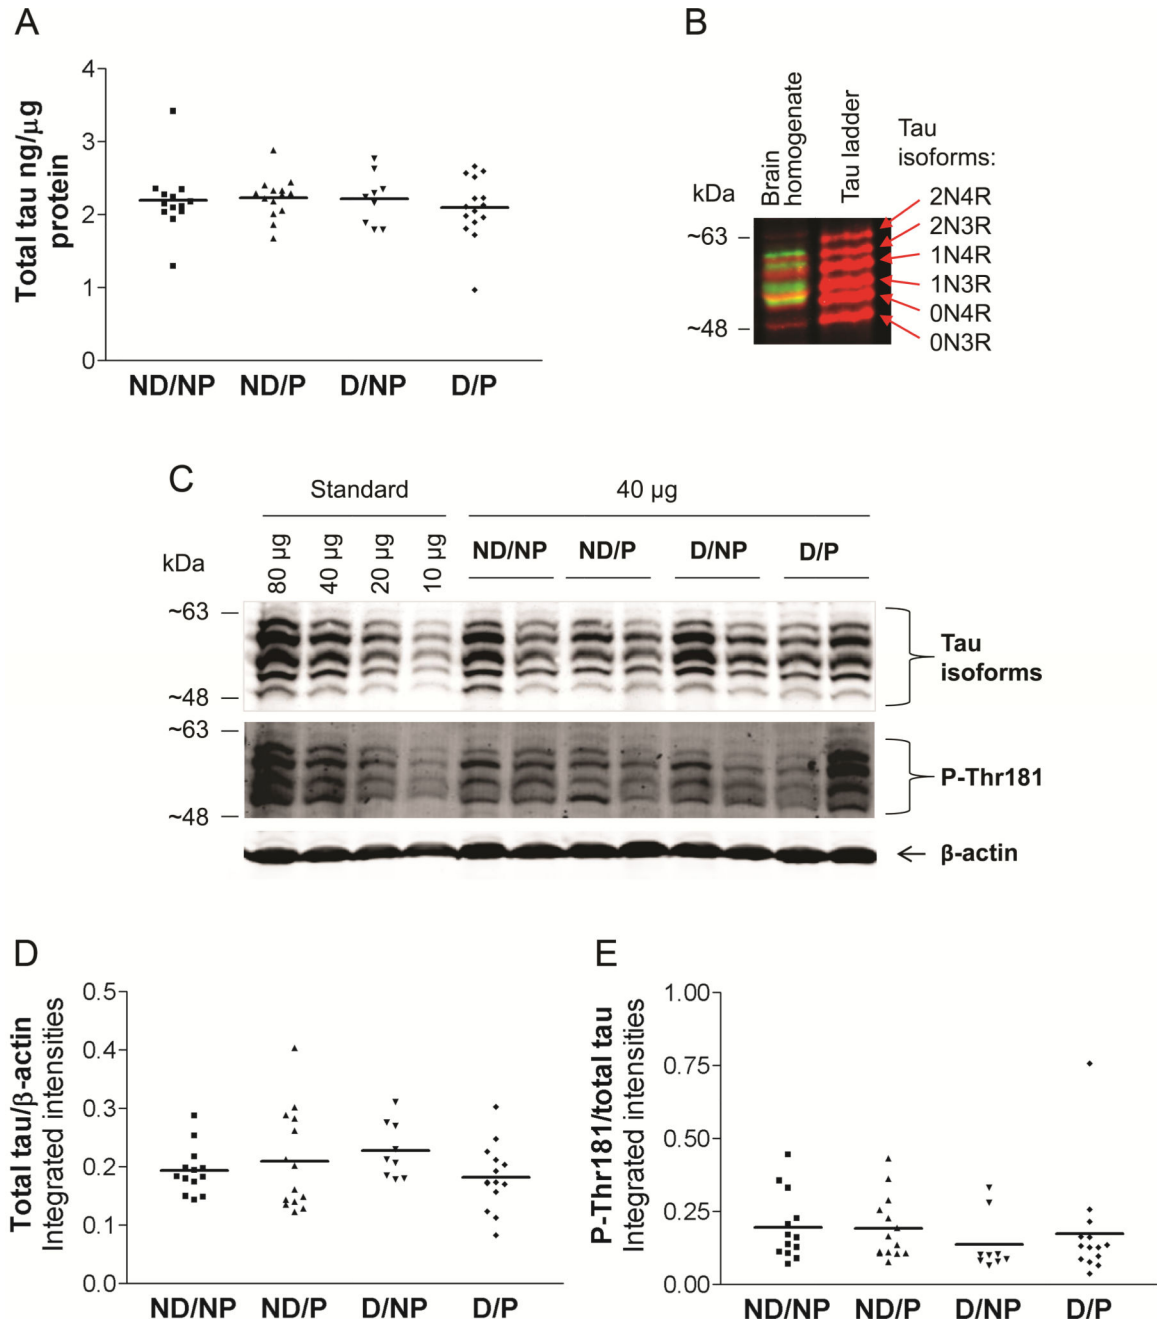 A
Total tau ng/µg
protein
4
3
2
1
0
ND/NP ND/P D/NP D/P
B
Brain
homogenate
Tau ladder
Tau
isoforms:
kDa
~63
~48
2N4R
2N3R
1N4R
1N3R
0N4R
0N3R
C
Standard 40 µg
kDa
80 µg 40 µg 20 µg 10 µg
ND/NP ND/P D/NP D/P
~63
~48
Tau
isoforms
~63
~48
P-Thr181
β-actin
D
Total tau/β-actin
Integrated intensities
0.5
0.4
0.3
0.2
0.1
0.0
ND/NP ND/P D/NP D/P
E
P-Thr181/total tau
Integrated intensities
1.00
0.75
0.50
0.25
0.00
ND/NP ND/P D/NP D/P